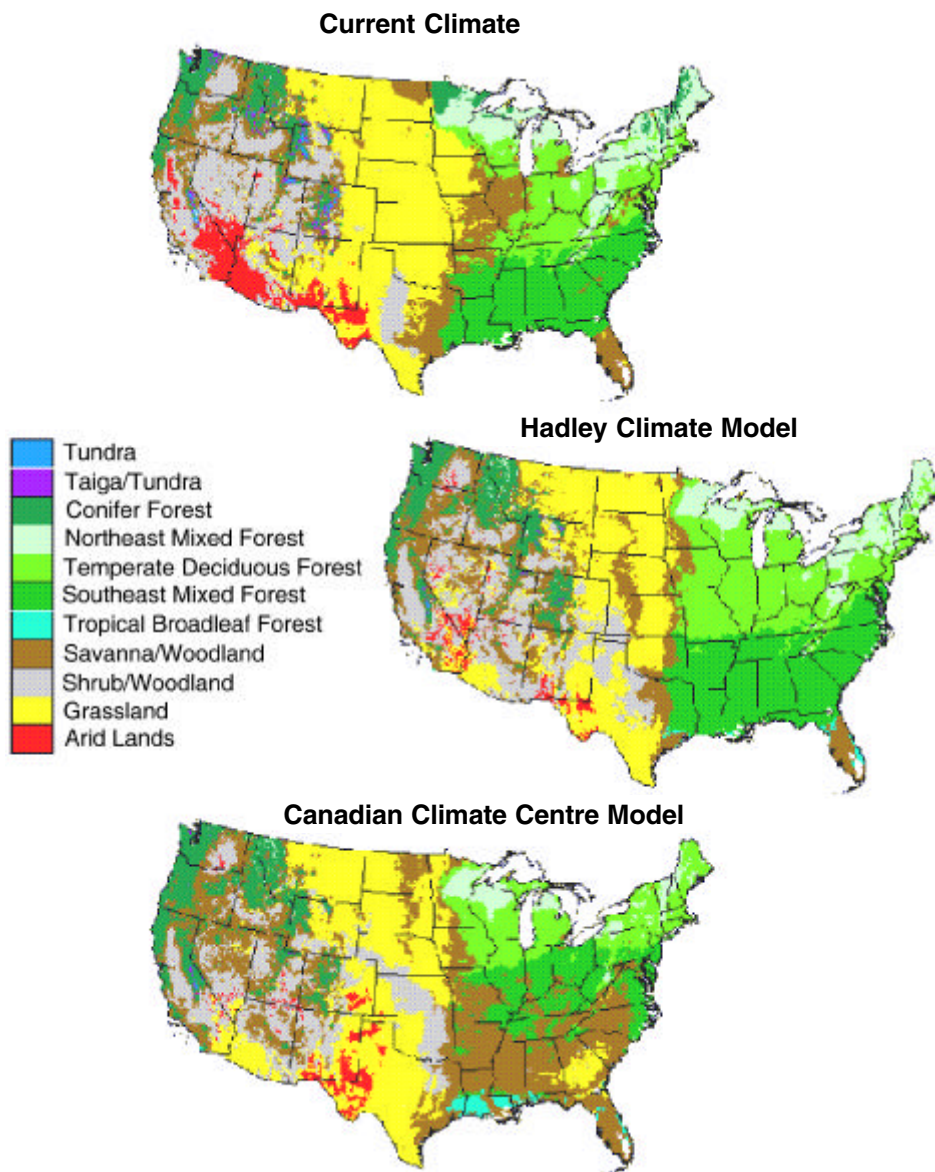 Current Climate
Hadley Climate Model
Tundra
Taiga/Tundra
Conifer Forest
Northeast Mixed Forest
Temperate Deciduous Forest
Southeast Mixed Forest
Tropical Broadleaf Forest
Savanna/Woodland
Shrub/Woodland
Grassland
Arid Lands
Canadian Climate Centre Model